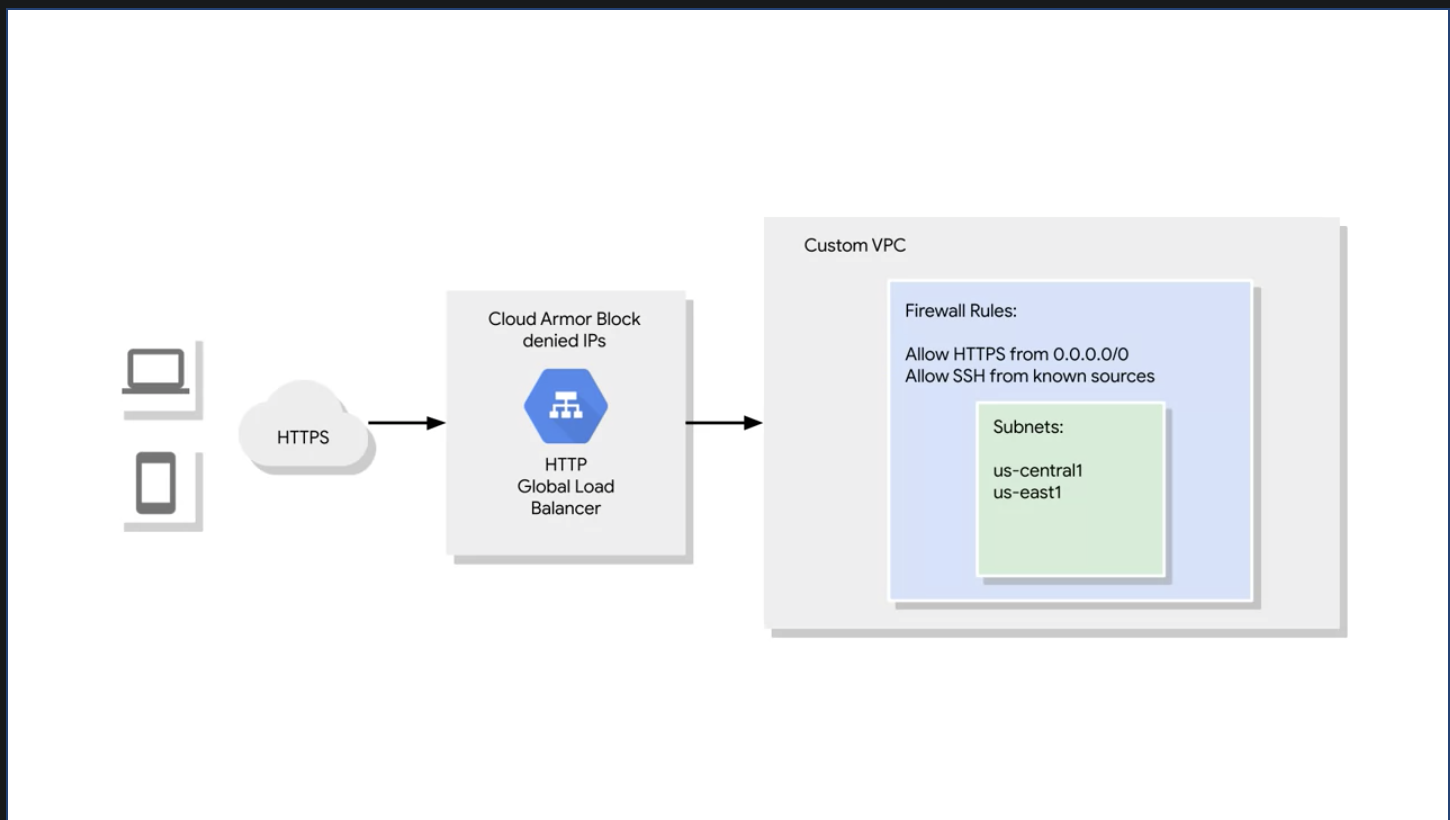 HTTPS
Cloud Armor Block
denied IPs
HTTP
Global Load
Balancer
Custom VPC
Firewall Rules:
Allow HTTPS from 0.0.0.0/0
Allow SSH from known sources
Subnets:
us-central1
us-east1